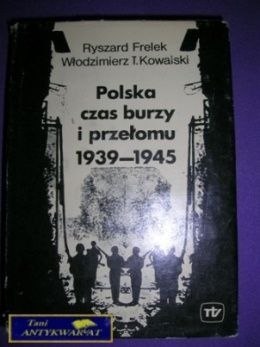 Ryszard Frelek
Włodzimierz T. Kowalski
Polska
czas burzy
i przełomu
1939–1945
Tani
ANTYKWARIAT